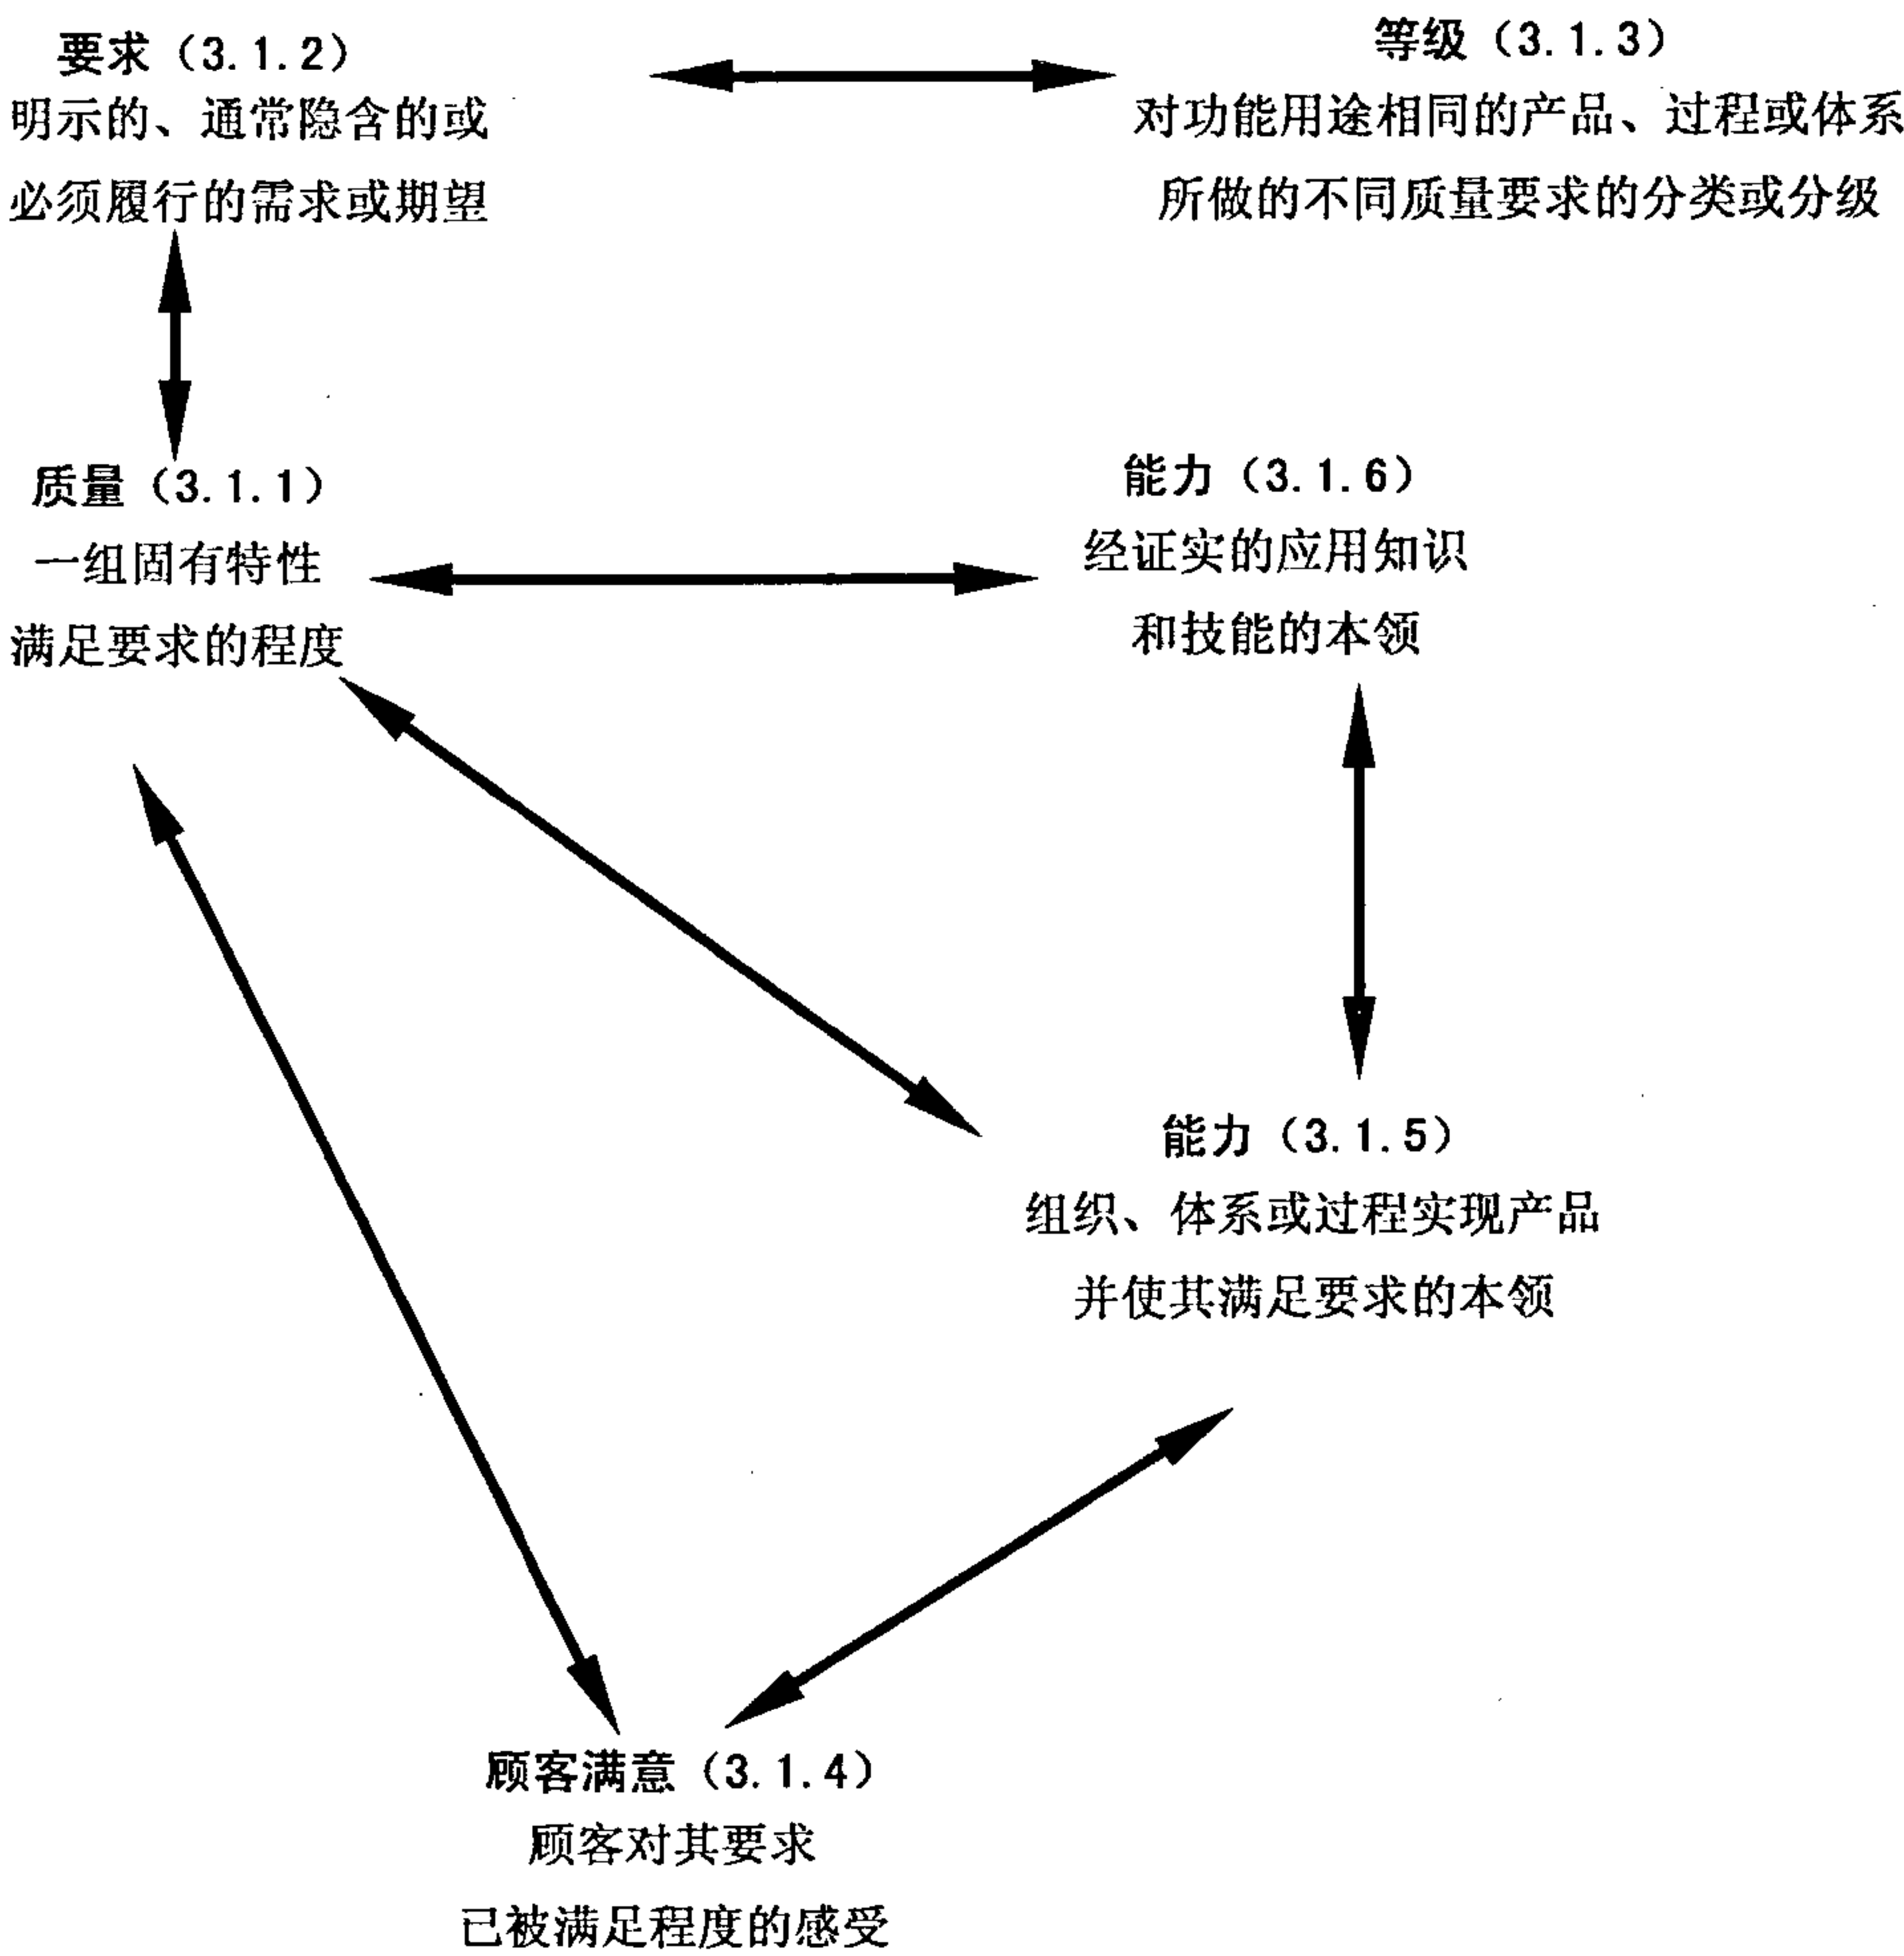 要求（3.1.2）
明示的、通常隐含的或
必须履行的需求或期望
等级（3.1.3）
对功能用途相同的产品、过程或体系
所做的不同质量要求的分类或分级
质量（3.1.1）
一组固有特性
满足要求的程度
能力（3.1.6）
经证实的应用知识
和技能的本领
能力（3.1.5）
组织、体系或过程实现产品
并使其满足要求的本领
顾客满意（3.1.4）
顾客对其要求
已被满足程度的感受